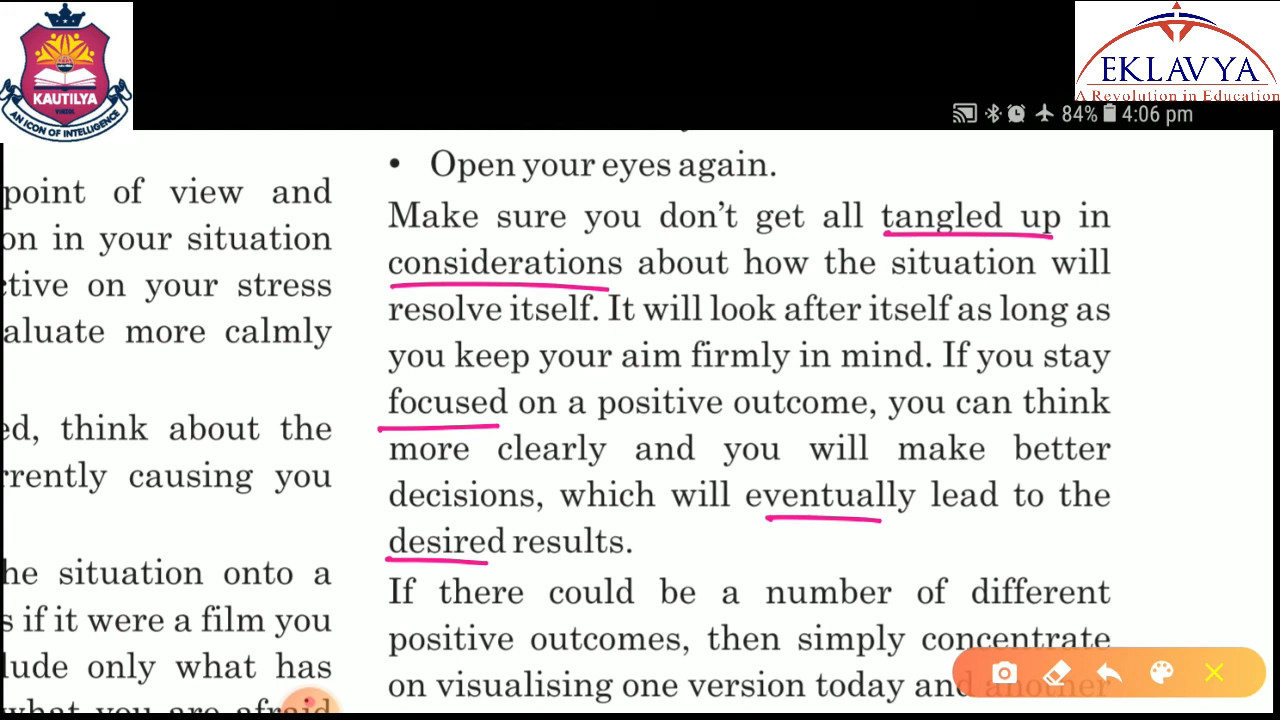 KAUTILYA
AN ICON OF INTELLIGENCE
EKLAVYA
A Revolution in Education
84% 4:06 pm
point of view and
on in your situation
ctive on your stress
aluate more calmly
ed, think about the
rrently causing you
he situation onto a
s if it were a film you
lude only what has
what you are afraid
• Open your eyes again.
Make sure you don't get all tangled up in
considerations about how the situation will
resolve itself. It will look after itself as long as
you keep your aim firmly in mind. If you stay
focused on a positive outcome, you can think
more clearly and you will make better
decisions, which will eventually lead to the
desired results.
If there could be a number of different
positive outcomes, then simply concentrate
on visualising one version today and another